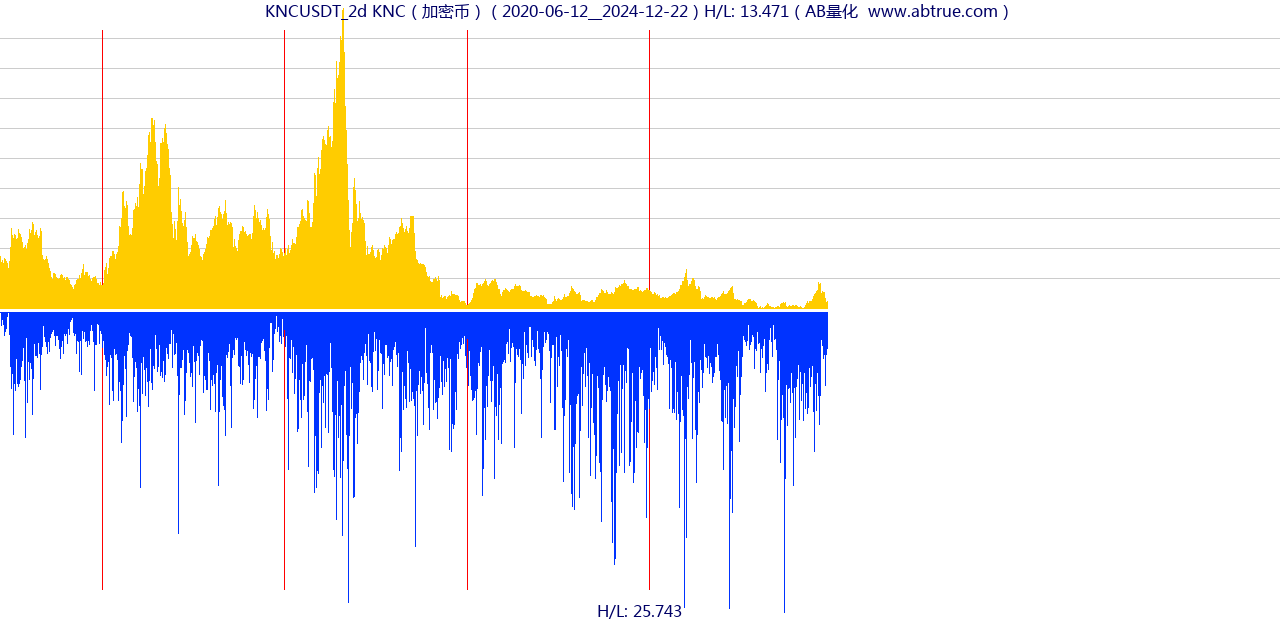 KNCUSDT_2d KNC（加密币）（2020-06-12__2024-12-22）H/L: 13.471（AB量化  www.abtrue.com）
H/L: 25.743